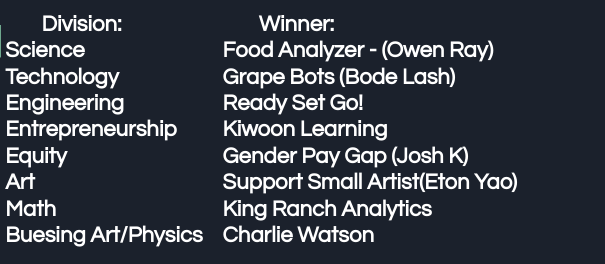 Division: Winner:
Science Food Analyzer - (Owen Ray)
Technology Grape Bots (Bode Lash)
Engineering Ready Set Go!
Entrepreneurship Kiwoon Learning
Equity Gender Pay Gap (Josh K)
Art Support Small Artist(Eton Yao)
Math King Ranch Analytics
Buesing Art/Physics Charlie Watson